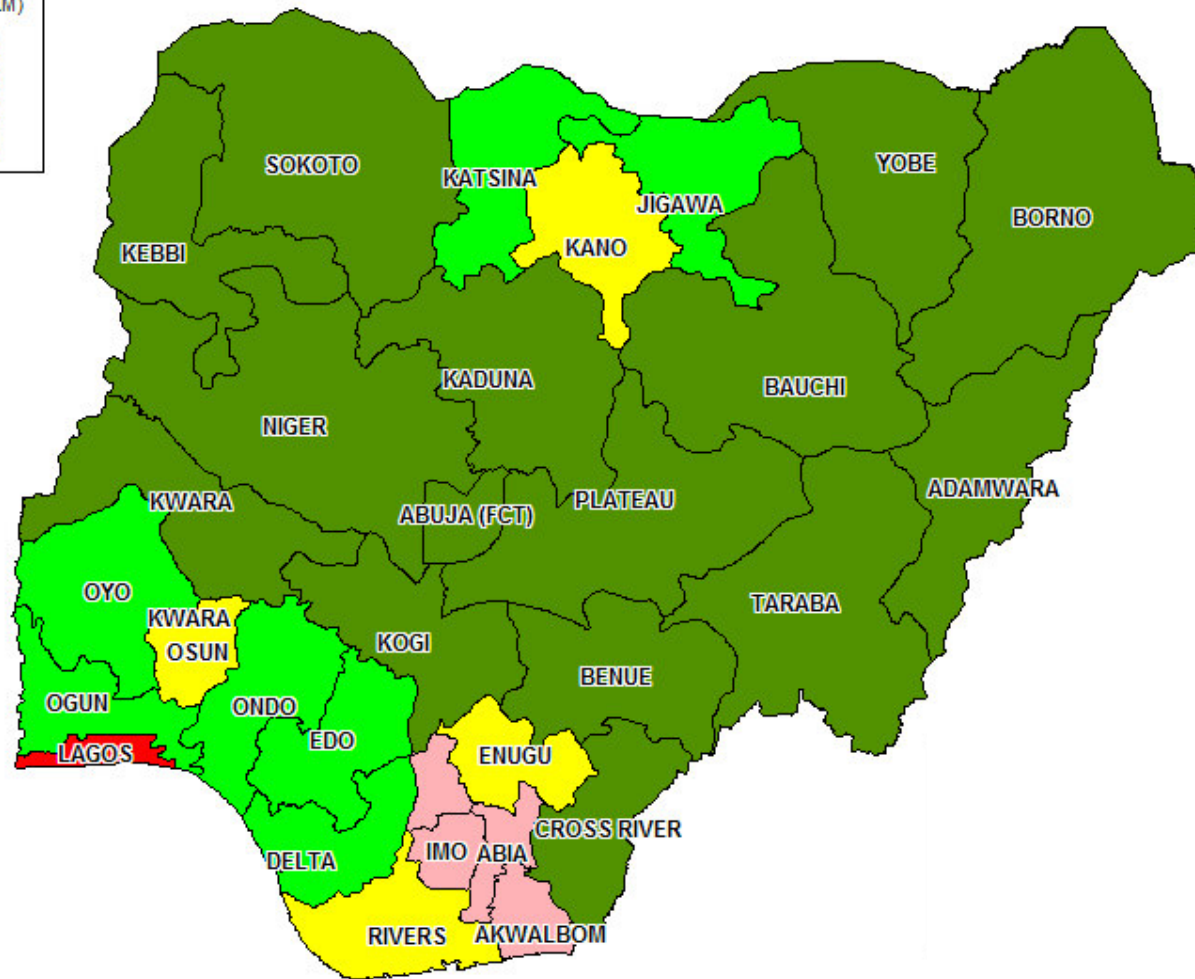 SOKOTO
KATSINA
YOBE
JIGAWA
BORNO
KEBBI
KANO
KADUNA
BAUCHI
NIGER
ADAMWARA
KWARA
PLATEAU
ABUJA (FCT)
OYO
TARABA
KWARA
OSUN
KOGI
BENUE
OGUN
ONDO
EDO
LAGOS
ENUGU
CROSS RIVER
IMO
ABIA
DELTA
RIVERS
AKWALBOM